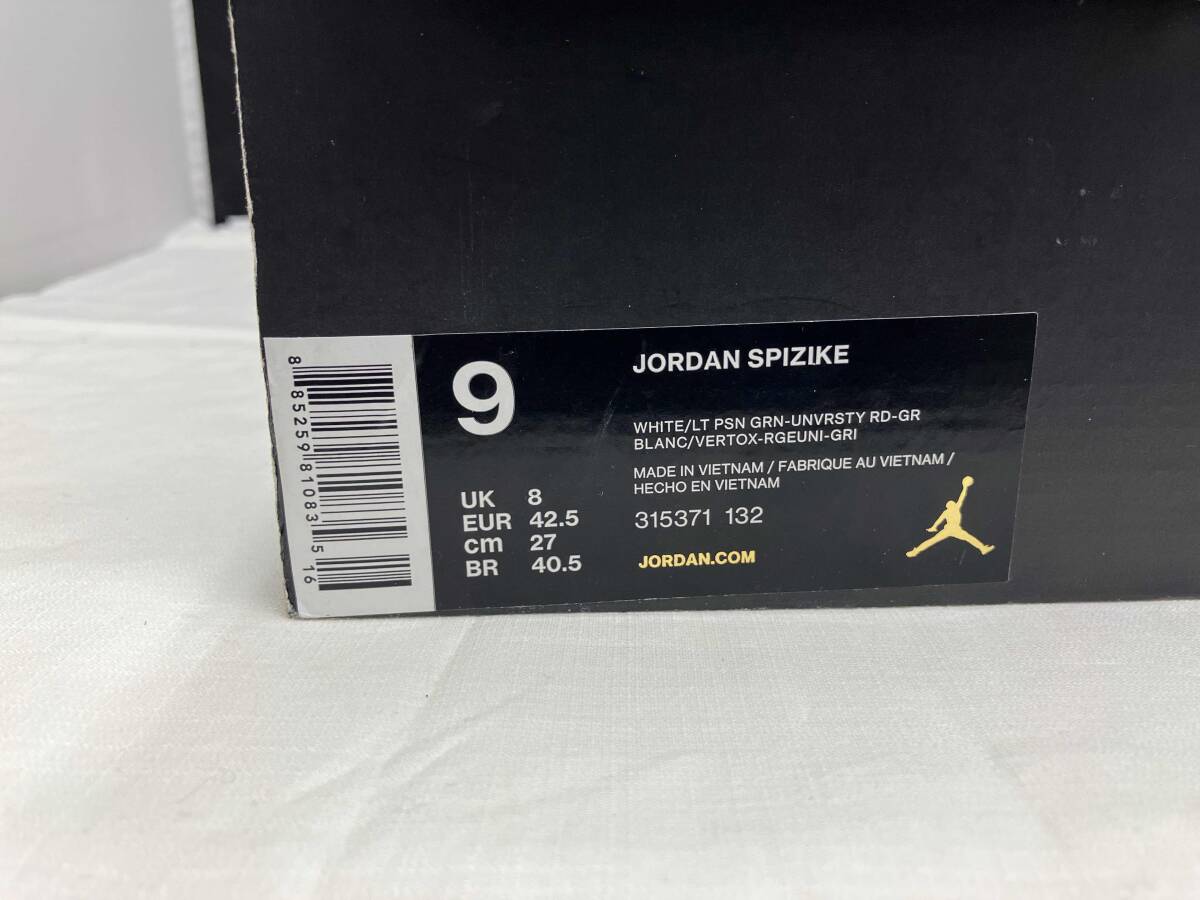 8 85259 81083 5 16
9
UK 8
EUR 42.5
cm 27
BR 40.5
JORDAN SPIZIKE
WHITE/LT PSN GRN-UNVRSTY RD-GR
BLANC/VERTOX-RGEUNI-GRI
MADE IN VIETNAM / FABRIQUE AU VIETNAM /
HECHO EN VIETNAM
315371 132
JORDAN.COM